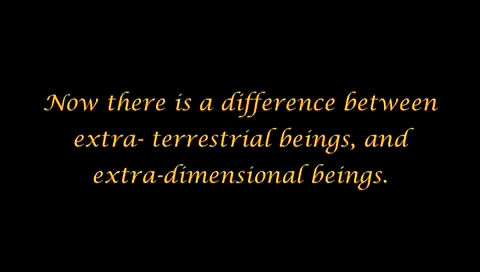 Now there is a difference between
extra- terrestrial beings, and
extra-dimensional beings.